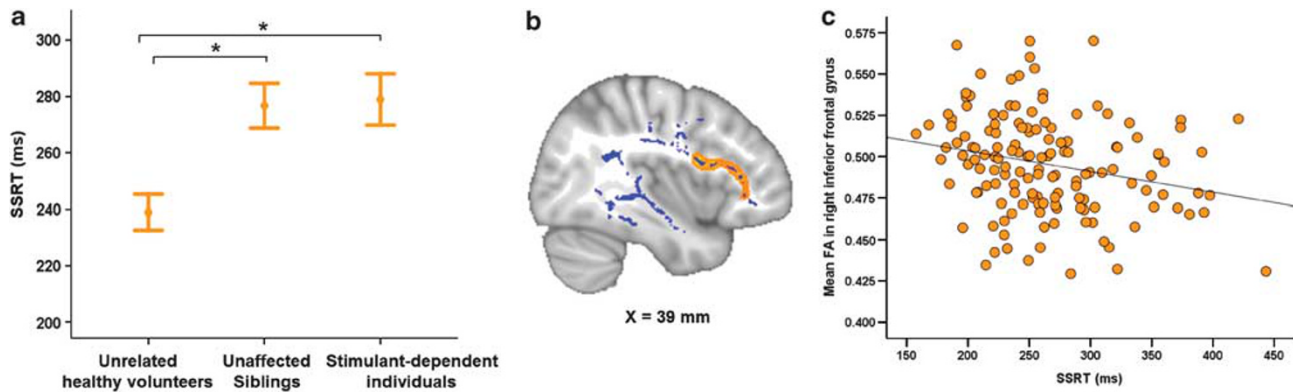 a
SSRT (ms)
300
280
260
240
220
200
*
*
Unrelated
healthy volunteers
Unaffected
Siblings
Stimulant-dependent
individuals
b
X = 39 mm
c
Mean FA in right inferior frontal gyrus
0.575
0.550
0.525
0.500
0.475
0.450
0.425
0.400
150 200 250 300 350 400 450
SSRT (ms)